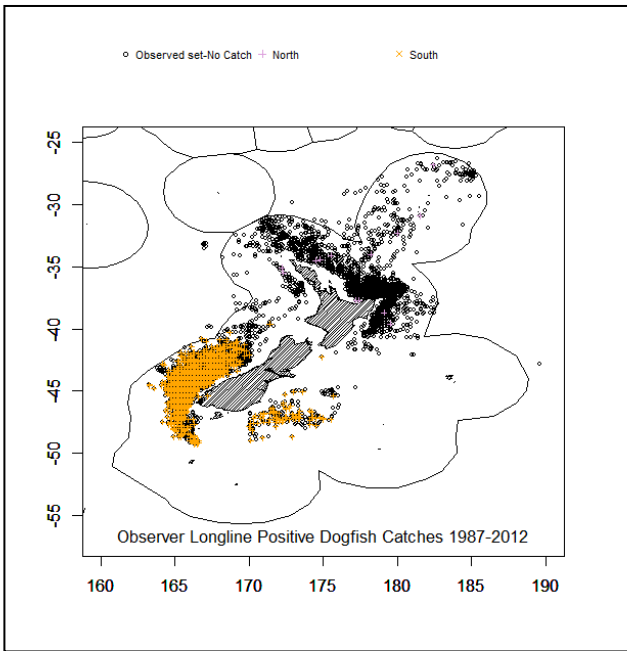 Observed set-No Catch North South
-25
-30
-35
-40
-45
-50
-55
Observer Longline Positive Dogfish Catches 1987-2012
160 165 170 175 180 185 190